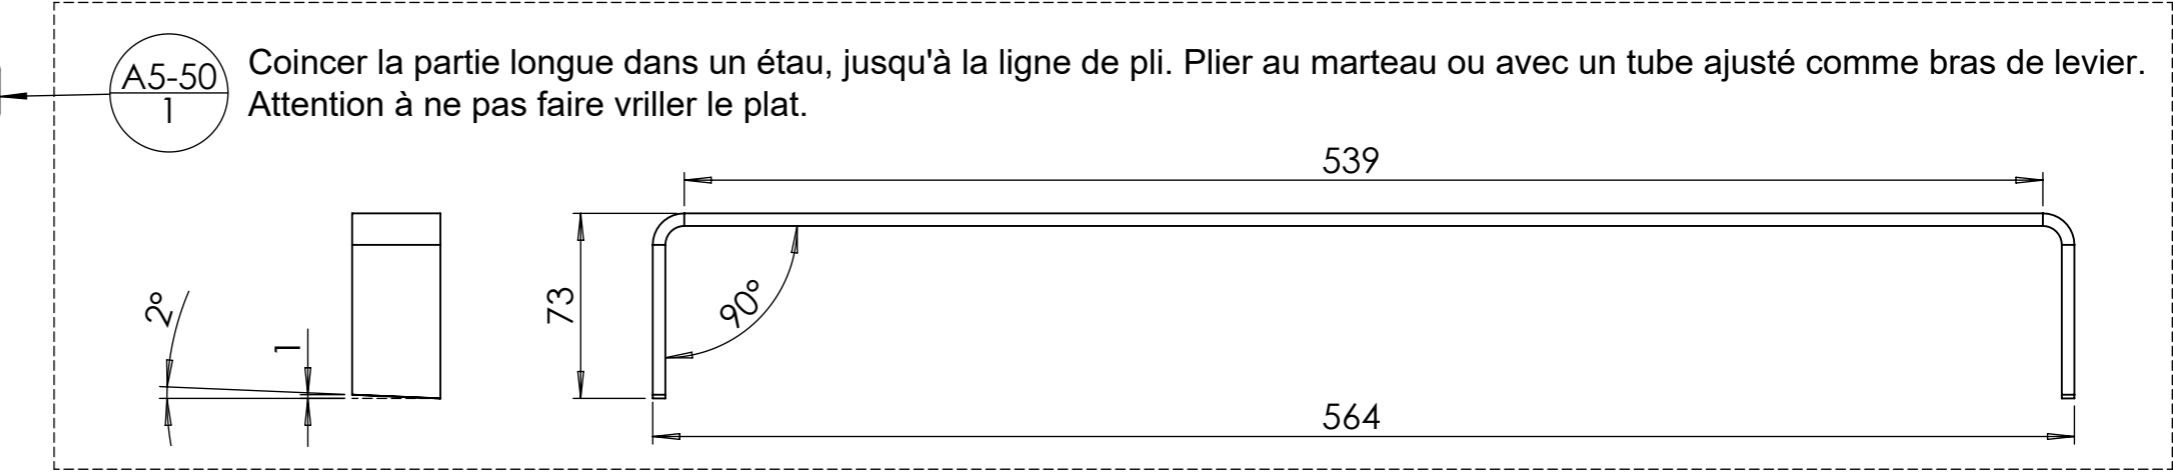 A5-50
1
Coincer la partie longue dans un étau, jusqu'à la ligne de pli. Plier au marteau ou avec un tube ajusté comme bras de levier.
Attention à ne pas faire vriller le plat.
539
2°
1
73
90°
564